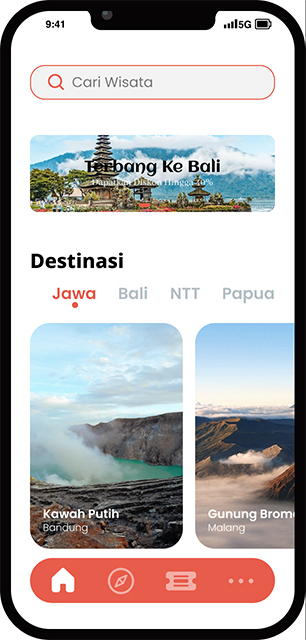 9:41
5G
Cari Wisata
Terbang Ke Bali
Dapatkan Diskon Hingga 40%
Destinasi
Jawa Bali NTT Papua
Kawah Putih
Bandung
Gunung Brom
Malang